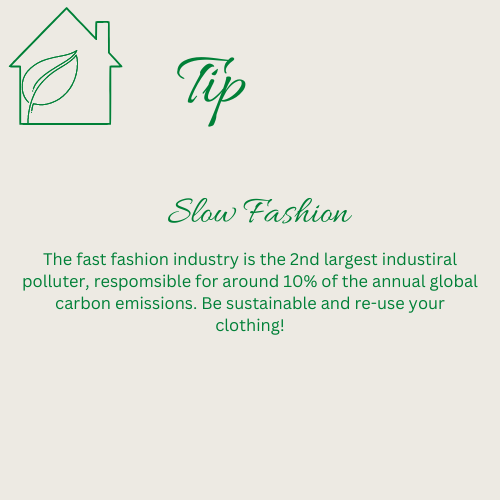 Tip
Slow Fashion
The fast fashion industry is the 2nd largest industiral
polluter, respomsible for around 10% of the annual global
carbon emissions. Be sustainable and re-use your
clothing!